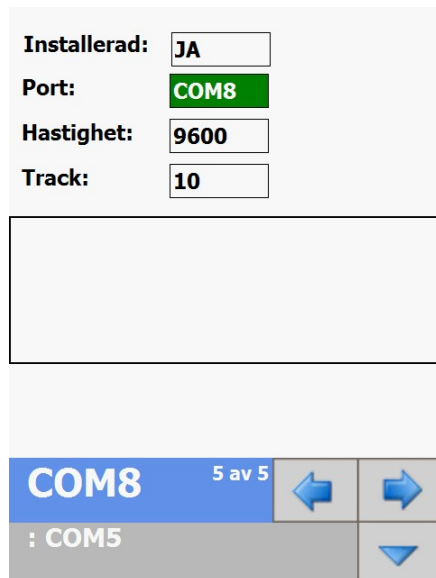 Installerad: JA
Port: COM8
Hastighet: 9600
Track: 10
COM8 5 av 5
: COM5